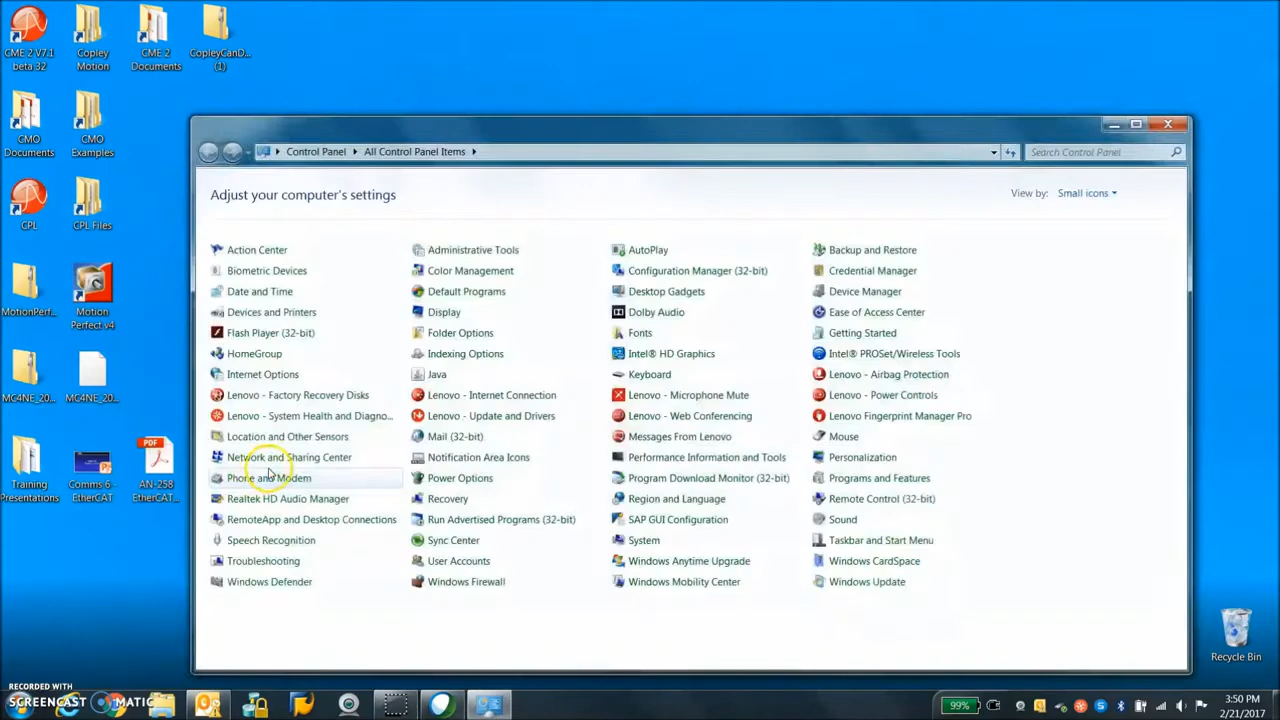 CME 2 V7.1
beta 32
Copley
Motion
CME 2
Documents
CopleyCanD...
(1)
CMO
Documents
CMO
Examples
CPL
CPL Files
MotionPerf...
Motion
Perfect v4
MC4NE_20...
MC4NE_20...
Training
Presentations
Comms 6 -
EtherCAT
PDF
AN-258
EtherCAT...
Control Panel
All Control Panel Items
Search Control Panel
Adjust your computer's settings
View by: Small icons
Action Center
Administrative Tools
AutoPlay
Backup and Restore
Biometric Devices
Color Management
Configuration Manager (32-bit)
Credential Manager
Date and Time
Default Programs
Desktop Gadgets
Device Manager
Devices and Printers
Display
Dolby Audio
Ease of Access Center
Flash Player (32-bit)
Folder Options
Fonts
Getting Started
HomeGroup
Indexing Options
Intel® HD Graphics
Intel® PROSet/Wireless Tools
Internet Options
Java
Keyboard
Lenovo - Airbag Protection
Lenovo - Factory Recovery Disks
Lenovo - Internet Connection
Lenovo - Microphone Mute
Lenovo - Power Controls
Lenovo - System Health and Diagno...
Lenovo - Update and Drivers
Lenovo - Web Conferencing
Lenovo Fingerprint Manager Pro
Location and Other Sensors
Mail (32-bit)
Messages From Lenovo
Mouse
Network and Sharing Center
Notification Area Icons
Performance Information and Tools
Personalization
Phone and Modem
Power Options
Program Download Monitor (32-bit)
Programs and Features
Realtek HD Audio Manager
Recovery
Region and Language
Remote Control (32-bit)
RemoteApp and Desktop Connections
Run Advertised Programs (32-bit)
SAP GUI Configuration
Sound
Speech Recognition
Sync Center
System
Taskbar and Start Menu
Troubleshooting
User Accounts
Windows Anytime Upgrade
Windows CardSpace
Windows Defender
Windows Firewall
Windows Mobility Center
Windows Update
Recycle Bin
RECORDED WITH
SCREENCAST MATIC
99%
3:50 PM
2/21/2017